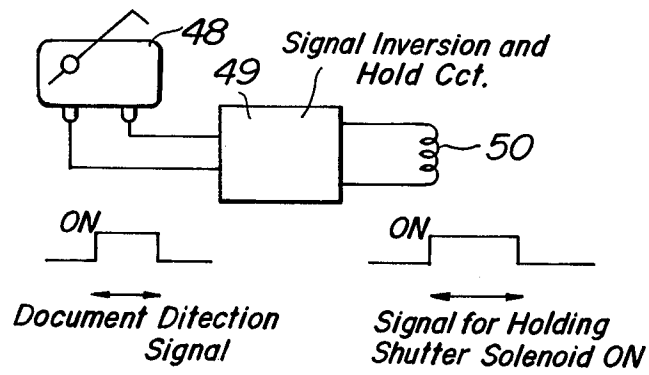 48
Signal Inversion and
Hold Cct.
49
50
ON
ON
Document Ditection
Signal
Signal for Holding
Shutter Solenoid ON